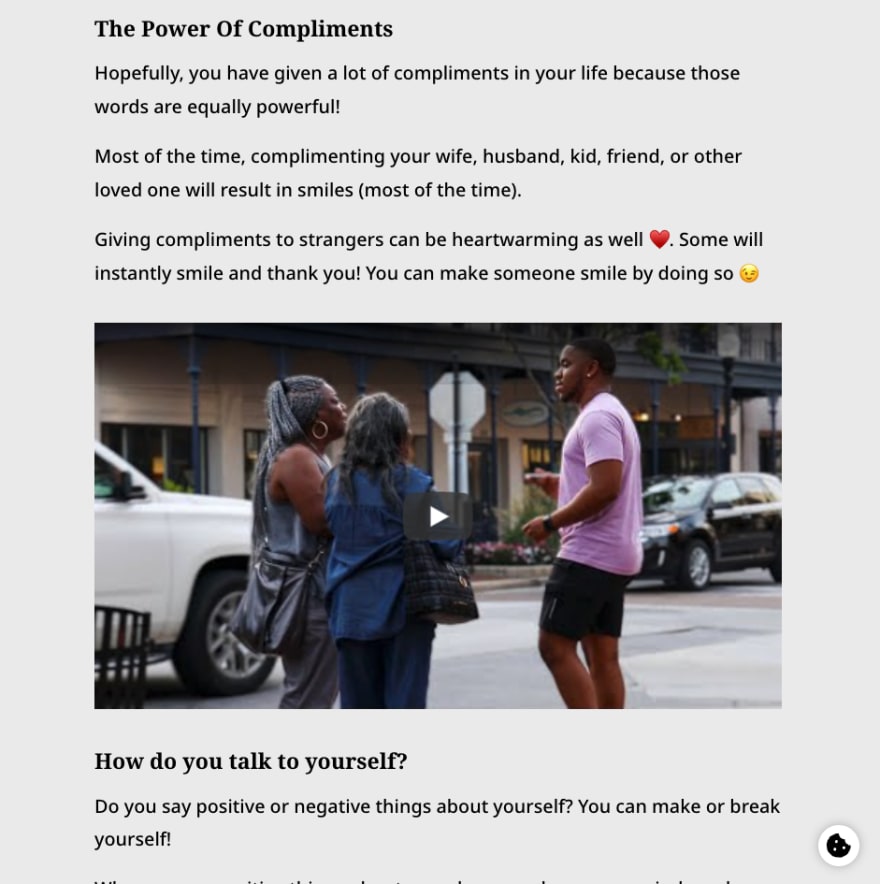 The Power Of Compliments
Hopefully, you have given a lot of compliments in your life because those
words are equally powerful!
Most of the time, complimenting your wife, husband, kid, friend, or other
loved one will result in smiles (most of the time).
Giving compliments to strangers can be heartwarming as well ♥️. Some will
instantly smile and thank you! You can make someone smile by doing so 😉
How do you talk to yourself?
Do you say positive or negative things about yourself? You can make or break
yourself!